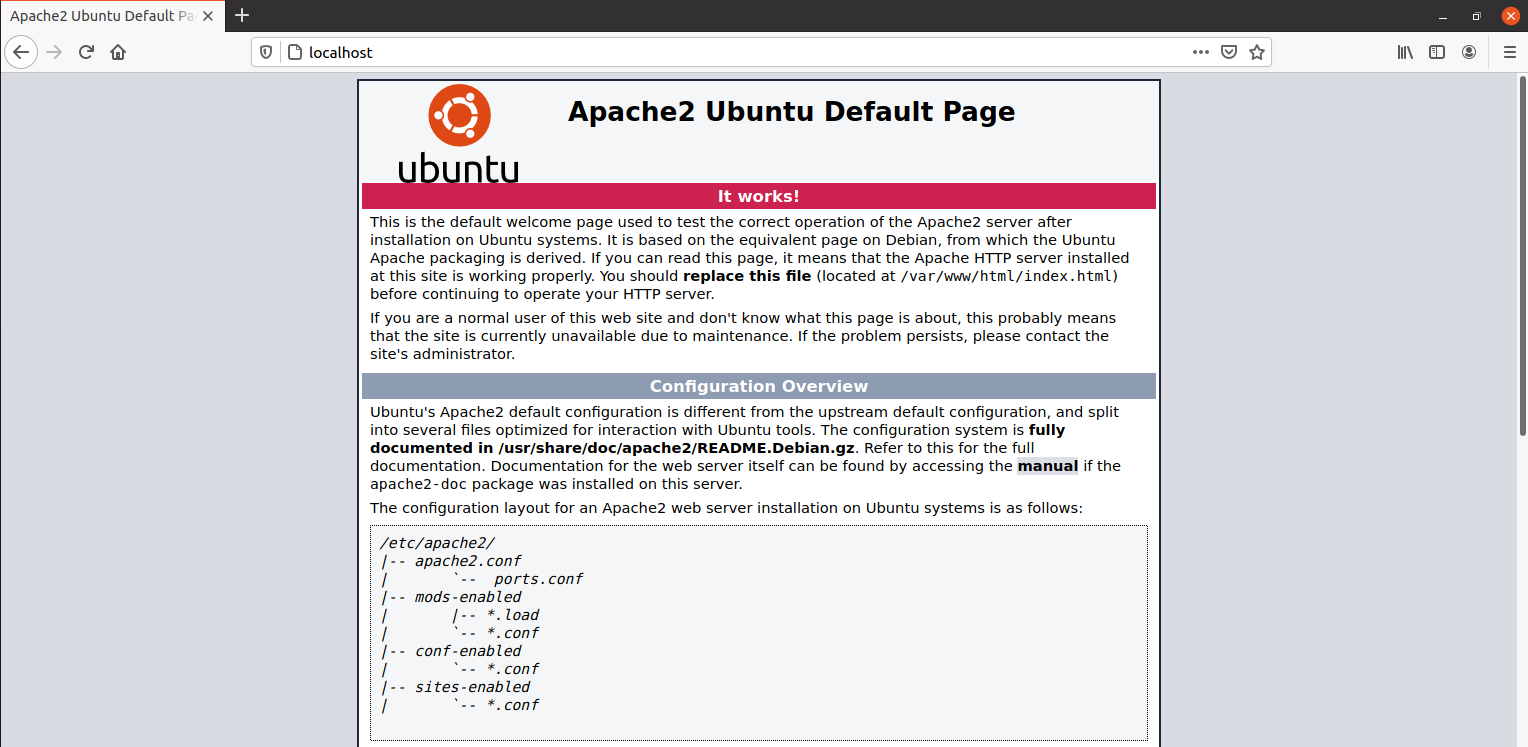 Apache2 Ubuntu Default Pa
localhost
ubuntu
Apache2 Ubuntu Default Page
It works!
This is the default welcome page used to test the correct operation of the Apache2 server after
installation on Ubuntu systems. It is based on the equivalent page on Debian, from which the Ubuntu
Apache packaging is derived. If you can read this page, it means that the Apache HTTP server installed
at this site is working properly. You should replace this file (located at /var/www/html/index.html)
before continuing to operate your HTTP server.
If you are a normal user of this web site and don't know what this page is about, this probably means
that the site is currently unavailable due to maintenance. If the problem persists, please contact the
site's administrator.
Configuration Overview
Ubuntu's Apache2 default configuration is different from the upstream default configuration, and split
into several files optimized for interaction with Ubuntu tools. The configuration system is fully
documented in /usr/share/doc/apache2/README.Debian.gz. Refer to this for the full
documentation. Documentation for the web server itself can be found by accessing the manual if the
apache2-doc package was installed on this server.
The configuration layout for an Apache2 web server installation on Ubuntu systems is as follows:
/etc/apache2/
|-- apache2.conf
|       `--  ports.conf
|-- mods-enabled
|       |-- *.load
|       `-- *.conf
|-- conf-enabled
|       `-- *.conf
|-- sites-enabled
|       `-- *.conf